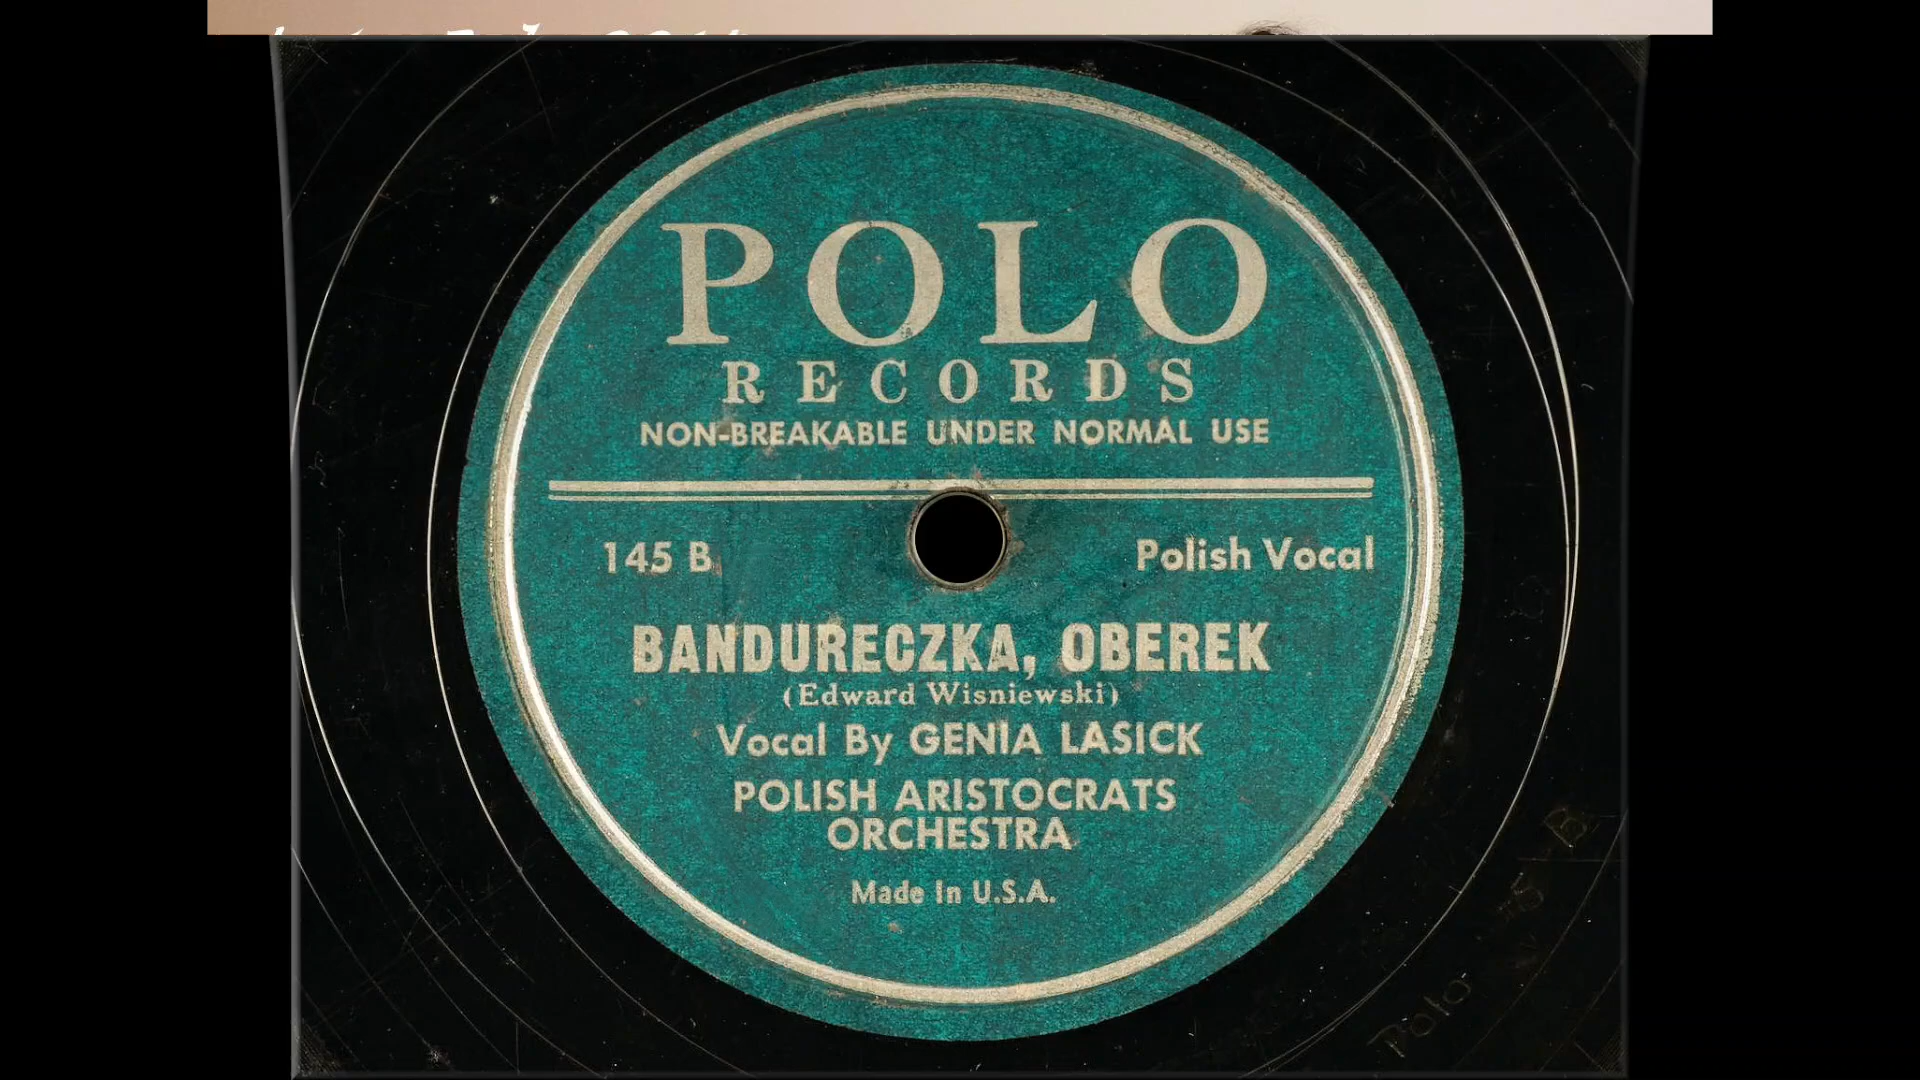 POLO
RECORDS
NON-BREAKABLE UNDER NORMAL USE
145 B
Polish Vocal
BANDURECZKA, OBEREK
(Edward Wisniewski)
Vocal By GENIA LASICK
POLISH ARISTOCRATS
ORCHESTRA
Made In U.S.A.
Polo